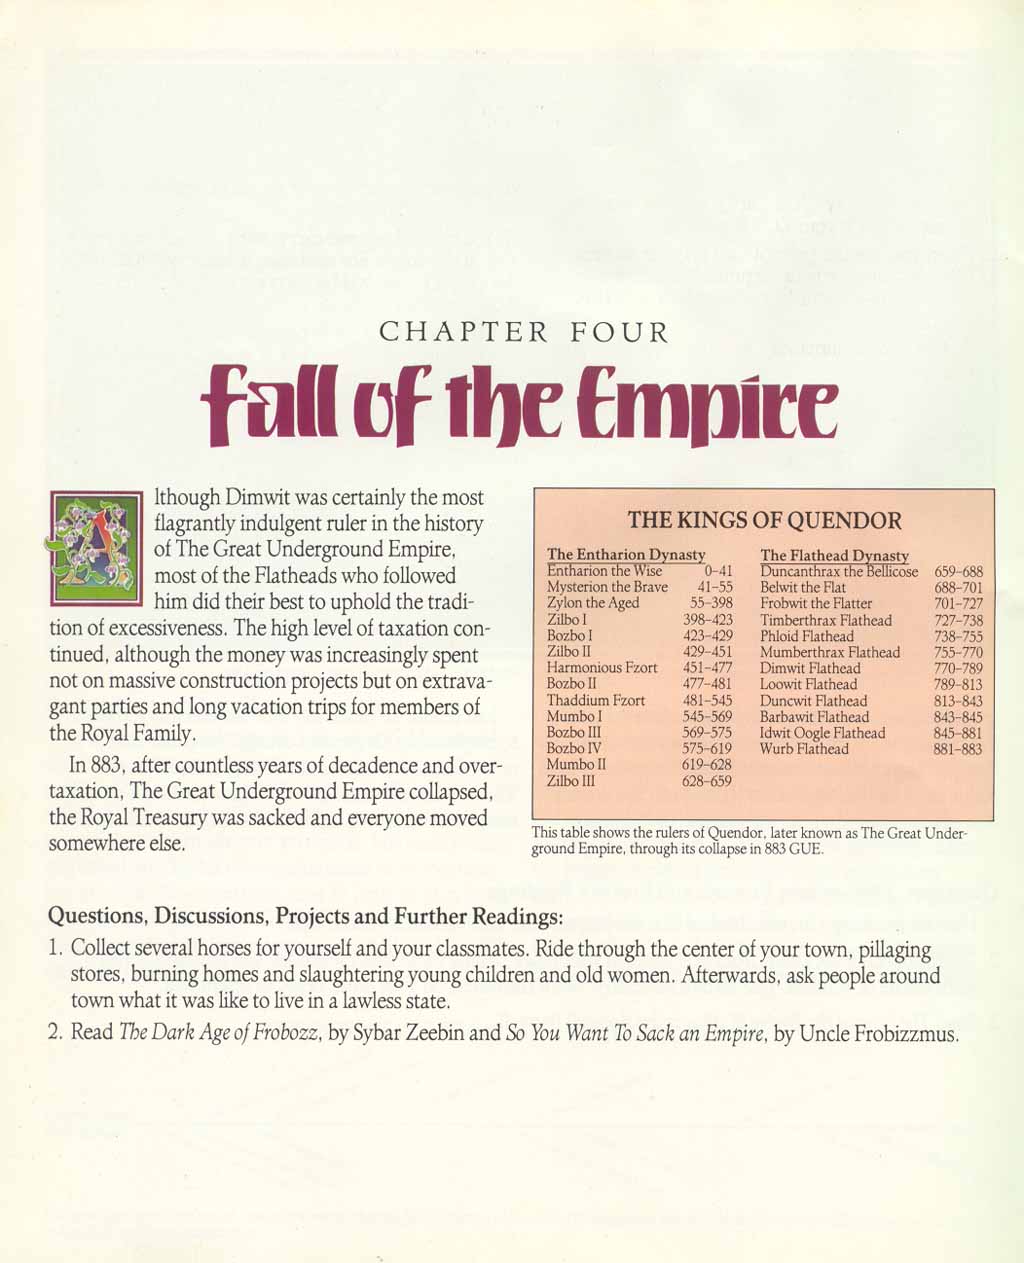 CHAPTER FOUR
Fall of the Empire
Although Dimwit was certainly the most
flagrantly indulgent ruler in the history
of The Great Underground Empire,
most of the Flatheads who followed
him did their best to uphold the tradi-
tion of excessiveness. The high level of taxation con-
tinued, although the money was increasingly spent
not on massive construction projects but on extrava-
gant parties and long vacation trips for members of
the Royal Family.
In 883, after countless years of decadence and over-
taxation, The Great Underground Empire collapsed,
the Royal Treasury was sacked and everyone moved
somewhere else.
THE KINGS OF QUENDOR
The Entharion Dynasty
Entharion the Wise 0–41
Mysterion the Brave 41–55
Zylon the Aged 55–398
Zilbo I 398–423
Bozbo I 423–429
Zilbo II 429–451
Harmonious Fzort 451–477
Bozbo II 477–481
Thaddium Fzort 481–545
Mumbo I 545–569
Bozbo III 569–575
Bozbo IV 575–619
Mumbo II 619–628
Zilbo III 628–659
The Flathead Dynasty
Duncanthrax the Bellicose 659–688
Belwit the Flat 688–701
Frobwit the Flatter 701–727
Timberthrax Flathead 727–738
Phloid Flathead 738–755
Mumberthrax Flathead 755–770
Dimwit Flathead 770–789
Loowit Flathead 789–813
Duncwit Flathead 813–843
Barbawit Flathead 843–845
Idwit Oogle Flathead 845–881
Wurb Flathead 881–883
This table shows the rulers of Quendor, later known as The Great Under-
ground Empire, through its collapse in 883 GUE.
Questions, Discussions, Projects and Further Readings:
1. Collect several horses for yourself and your classmates. Ride through the center of your town, pillaging
stores, burning homes and slaughtering young children and old women. Afterwards, ask people around
town what it was like to live in a lawless state.
2. Read The Dark Age of Frobozz, by Sybar Zeebin and So You Want To Sack an Empire, by Uncle Frobizzmus.